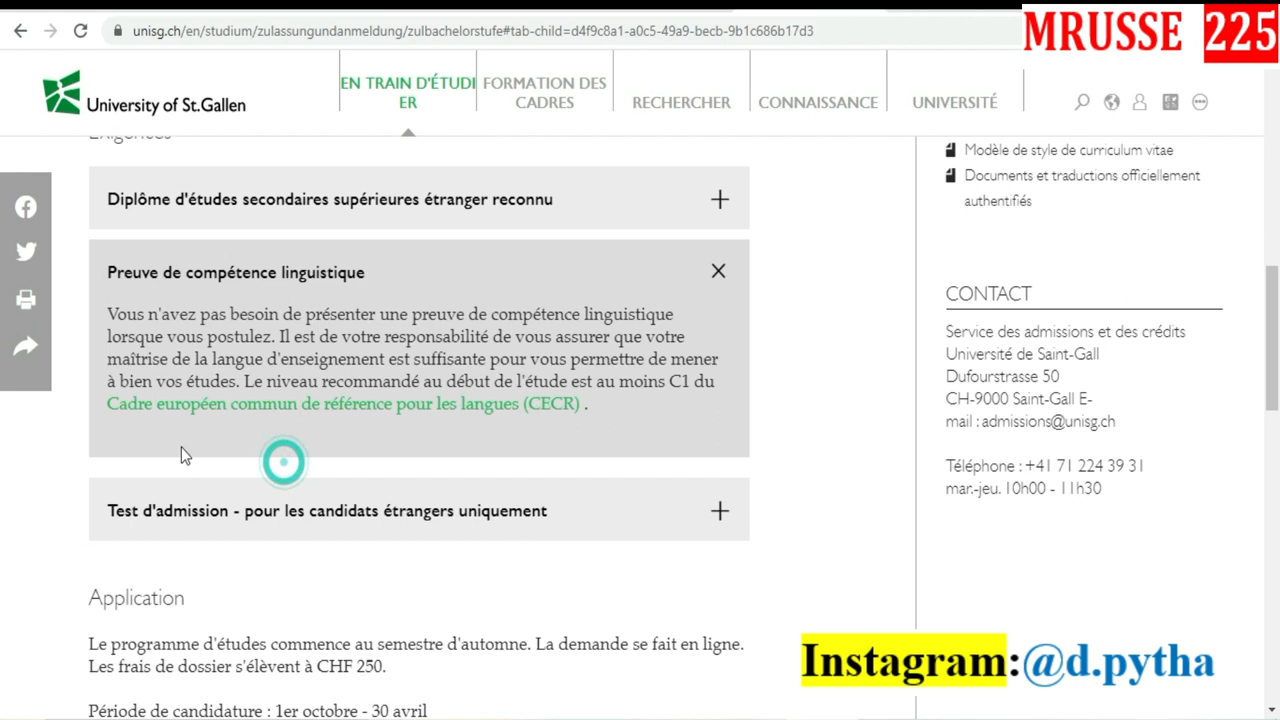 unisg.ch/en/studium/zulassungundanmeldung/zulbachelorstufe#tab-child=d4f9c8a1-a0c5-49a9-becb-9b1c686b17d3
MRUSSE 225
University of St.Gallen
EN TRAIN D'ÉTUDI
ER
FORMATION DES
CADRES
RECHERCHER
CONNAISSANCE
UNIVERSITÉ
Exigences
Diplôme d'études secondaires supérieures étranger reconnu
Preuve de compétence linguistique
Vous n'avez pas besoin de présenter une preuve de compétence linguistique
lorsque vous postulez. Il est de votre responsabilité de vous assurer que votre
maîtrise de la langue d'enseignement est suffisante pour vous permettre de mener
à bien vos études. Le niveau recommandé au début de l'étude est au moins C1 du
Cadre européen commun de référence pour les langues (CECR) .
Test d'admission - pour les candidats étrangers uniquement
Application
Le programme d'études commence au semestre d'automne. La demande se fait en ligne.
Les frais de dossier s'élèvent à CHF 250.
Période de candidature : 1er octobre - 30 avril
Modèle de style de curriculum vitae
Documents et traductions officiellement
authentifiés
CONTACT
Service des admissions et des crédits
Université de Saint-Gall
Dufourstrasse 50
CH-9000 Saint-Gall E-
mail : admissions@unisg.ch
Téléphone : +41 71 224 39 31
mar.-jeu. 10h00 - 11h30
Instagram:@d.pytha